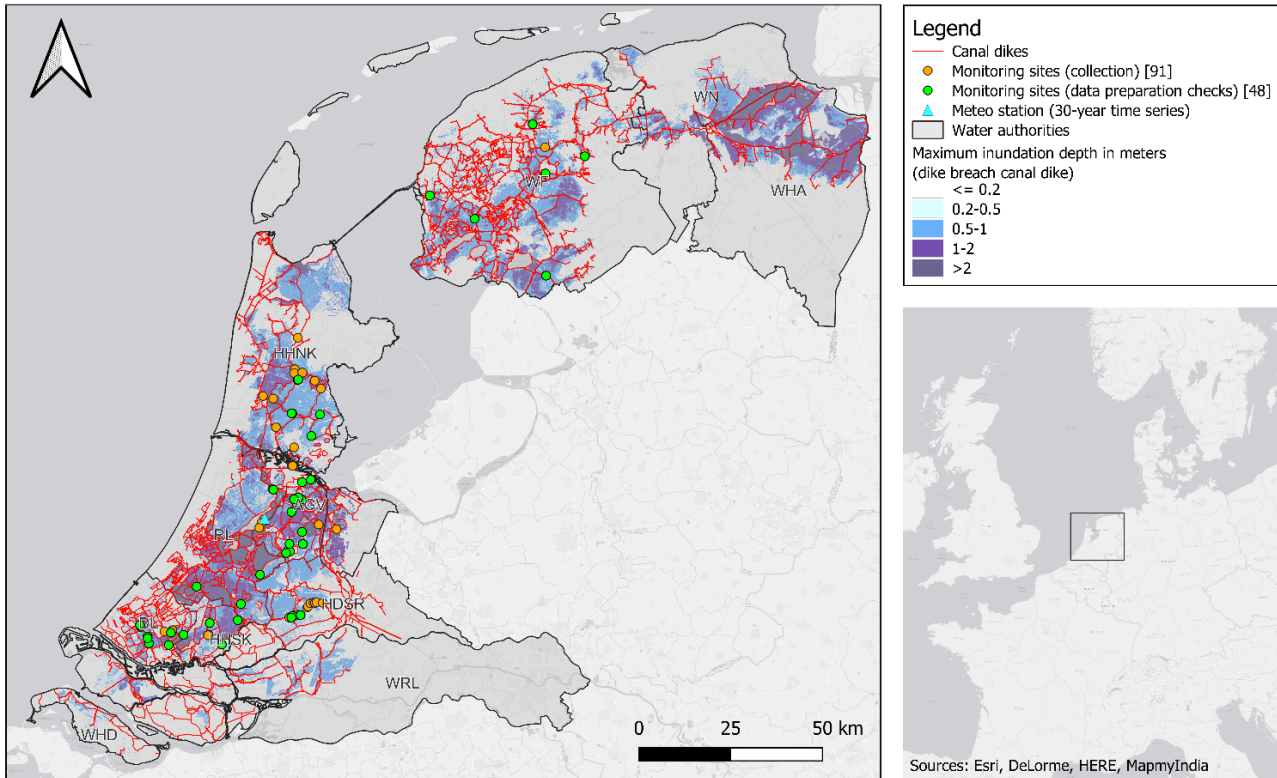 WN
WF
WHA
HHNK
AGV
RL
HDSR
DL
HHSK
WRL
WHD
0 25 50 km
Legend
Canal dikes
Monitoring sites (collection) [91]
Monitoring sites (data preparation checks) [48]
Meteo station (30-year time series)
Water authorities
Maximum inundation depth in meters
(dike breach canal dike)
<= 0.2
0.2-0.5
0.5-1
1-2
>2
Sources: Esri, DeLorme, HERE, MapmyIndia